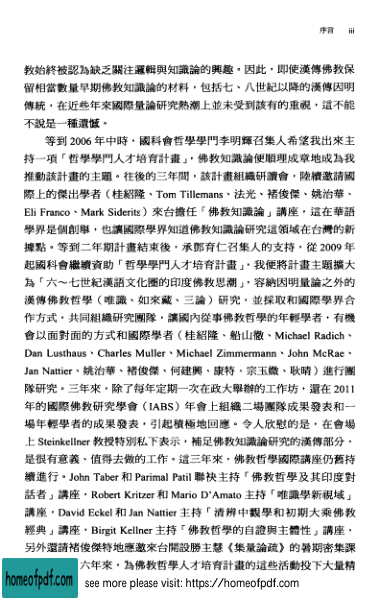 序言 iii
教始終被認為缺乏關注邏輯與知識論的興趣。因此，即使漢傳佛教保
留相當數量早期佛教知識論的材料，包括七、八世紀以降的漢傳因明
傳統，在近些年來國際量論研究熱潮上並未受到該有的重視，這不能
不說是一種遺憾。
等到 2006 年中時，國科會哲學學門李明輝召集人希望我出來主
持一項「哲學學門人才培育計畫」，佛教知識論便順理成章地成為我
推動該計畫的主題。往後的三年間，該計畫組織研讀會，陸續邀請國
際上的傑出學者（桂紹隆、Tom Tillemans、法光、褚俊傑、姚治華、
Eli Franco、Mark Siderits）來台擔任「佛教知識論」講座，這在華語
學界是個創舉，也讓國際學界知道佛教知識論研究這領域在台灣的新
據點。等到二年期計畫結束後，承鄧育仁召集人的支持，從 2009 年
起國科會繼續資助「哲學學門人才培育計畫」，我便將計畫主題擴大
為「六～七世紀漢語文化圈的印度佛教思潮」，容納因明量論之外的
漢傳佛教哲學（唯識、如來藏、三論）研究，並採取和國際學界合
作方式，共同組織研究團隊，讓國內從事佛教哲學的年輕學者，有機
會以面對面的方式和國際學者（桂紹隆、船山徹、Michael Radich、
Dan Lusthaus、Charles Muller、Michael Zimmermann、John McRae、
Jan Nattier、姚治華、褚俊傑、何建興、康特、宗玉媺、耿晴）進行團
隊研究。三年來，除了每年定期一次在政大舉辦的工作坊，還在 2011
年的國際佛教研究學會（IABS）年會上組織二場團隊成果發表和一
場年輕學者的成果發表，引起積極地回應。令人欣慰的是，在會場
上 Steinkellner 教授特別私下表示，補足佛教知識論研究的漢傳部分，
是很有意義、值得去做的工作。這三年來，佛教哲學國際講座仍舊持
續進行。John Taber 和 Parimal Patil 聯袂主持「佛教哲學及其印度對
話者」講座，Robert Kritzer 和 Mario D'Amato 主持「唯識學新視域」
講座，David Eckel 和 Jan Nattier 主持「清辨中觀學和初期大乘佛教
經典」講座，Birgit Kellner 主持「佛教哲學的自證與主體性」講座，
另外還請褚俊傑特地應邀來台開設勝主慧《集量論疏》的暑期密集課
六年來，為佛教哲學人才培育計畫的這些活動投下大量精
homeofpdf.com see more please visit: https://homeofpdf.com